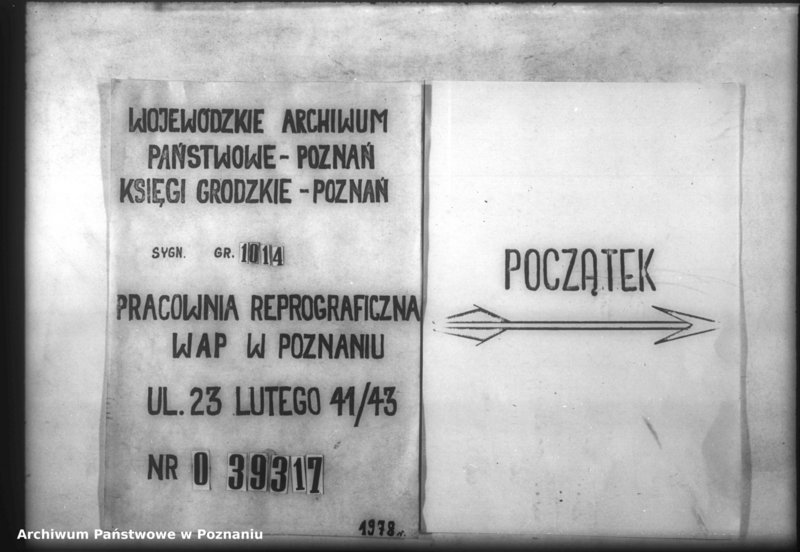 WOJEWÓDZKIE ARCHIWUM
PAŃSTWOWE - POZNAŃ
KSIĘGI GRODZKIE - POZNAŃ
SYGN. GR. 1014
PRACOWNIA REPROGRAFICZNA
WAP W POZNANIU
UL. 23 LUTEGO 41/43
NR 0 39317
1978 r.
POCZĄTEK
Archiwum Państwowe w Poznaniu